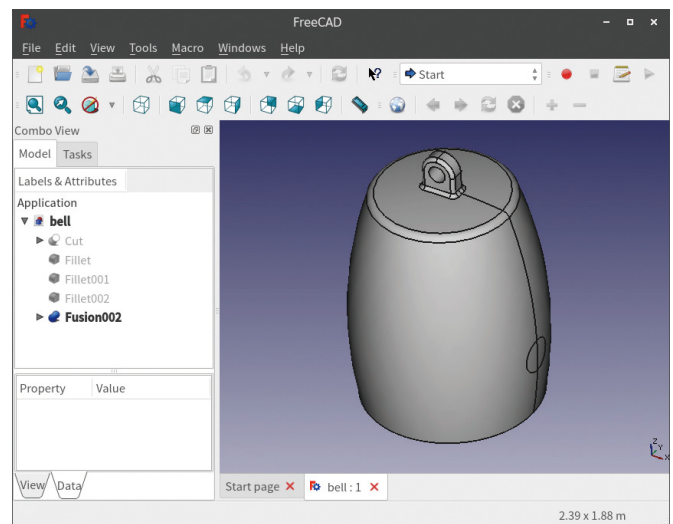 FreeCAD
File Edit View Tools Macro Windows Help
Start
Combo View
Model Tasks
Labels & Attributes
Application
bell
Cut
Fillet
Fillet001
Fillet002
Fusion002
Property Value
View Data
Start page bell : 1
Z Y X
2.39 x 1.88 m